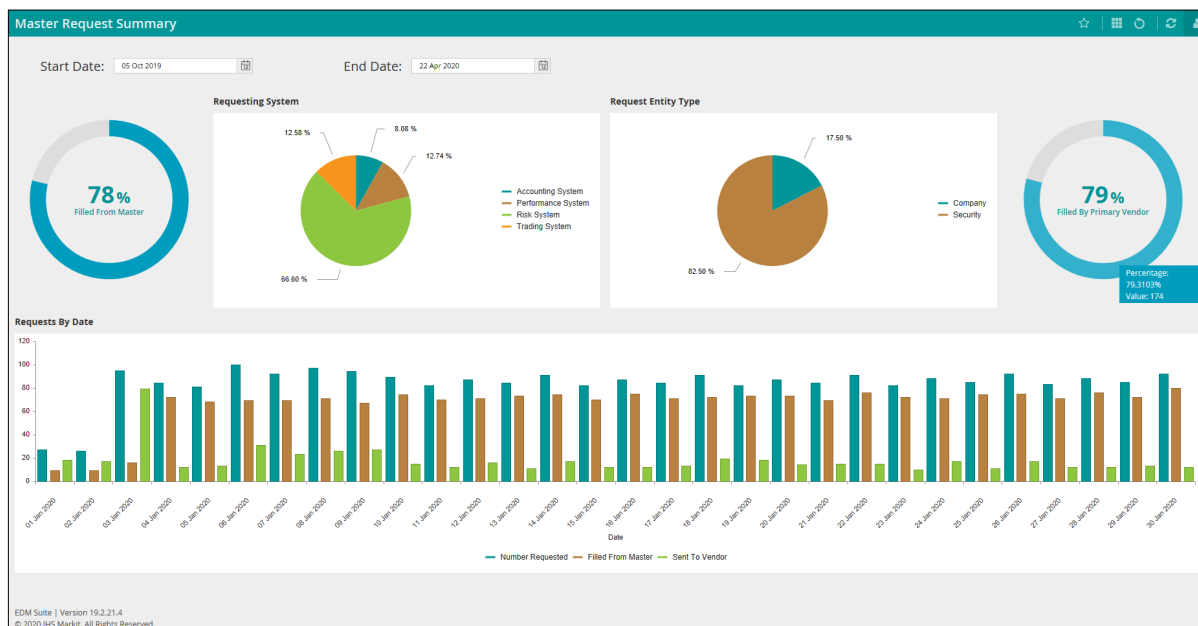 Master Request Summary
Start Date: 05 Oct 2019 End Date: 22 Apr 2020
Requesting System
Request Entity Type
78%
Filled From Master
12.58 %
8.08 %
12.74 %
66.60 %
Accounting System
Performance System
Risk System
Trading System
17.50 %
82.50 %
Company
Security
79%
Filled By Primary Vendor
Percentage:
79.3103%
Value: 174
Requests By Date
120
100
80
60
40
20
0
01 Jan 2020
02 Jan 2020
03 Jan 2020
04 Jan 2020
05 Jan 2020
06 Jan 2020
07 Jan 2020
08 Jan 2020
09 Jan 2020
10 Jan 2020
11 Jan 2020
12 Jan 2020
13 Jan 2020
14 Jan 2020
15 Jan 2020
16 Jan 2020
17 Jan 2020
18 Jan 2020
19 Jan 2020
20 Jan 2020
21 Jan 2020
22 Jan 2020
23 Jan 2020
24 Jan 2020
25 Jan 2020
26 Jan 2020
27 Jan 2020
28 Jan 2020
29 Jan 2020
30 Jan 2020
Date
Number Requested Filled From Master Sent To Vendor
EDM Suite | Version 19.2.21.4
© 2020 IHS Markit. All Rights Reserved.